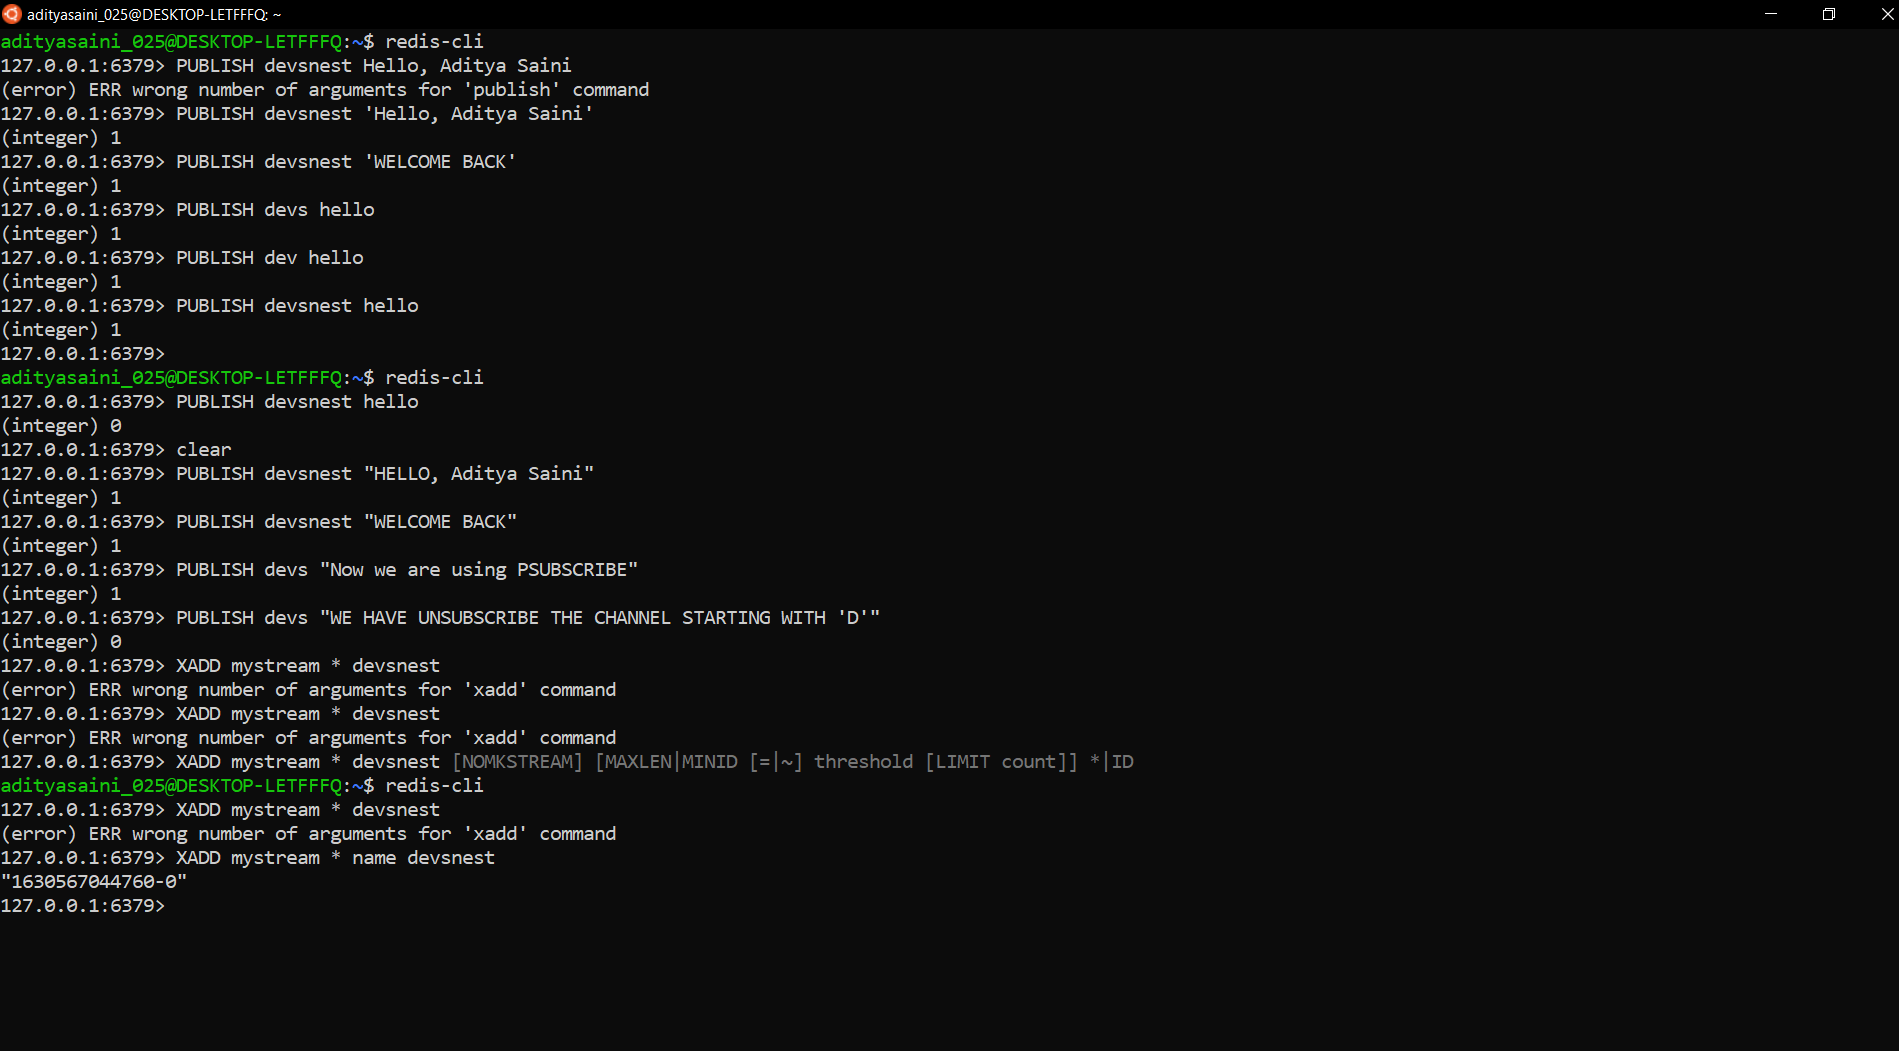 adityasaini_025@DESKTOP-LETFFFQ: ~
adityasaini_025@DESKTOP-LETFFFQ:~$ redis-cli
127.0.0.1:6379> PUBLISH devsnest Hello, Aditya Saini
(error) ERR wrong number of arguments for 'publish' command
127.0.0.1:6379> PUBLISH devsnest 'Hello, Aditya Saini'
(integer) 1
127.0.0.1:6379> PUBLISH devsnest 'WELCOME BACK'
(integer) 1
127.0.0.1:6379> PUBLISH devs hello
(integer) 1
127.0.0.1:6379> PUBLISH dev hello
(integer) 1
127.0.0.1:6379> PUBLISH devsnest hello
(integer) 1
127.0.0.1:6379>
adityasaini_025@DESKTOP-LETFFFQ:~$ redis-cli
127.0.0.1:6379> PUBLISH devsnest hello
(integer) 0
127.0.0.1:6379> clear
127.0.0.1:6379> PUBLISH devsnest "HELLO, Aditya Saini"
(integer) 1
127.0.0.1:6379> PUBLISH devsnest "WELCOME BACK"
(integer) 1
127.0.0.1:6379> PUBLISH devs "Now we are using PSUBSCRIBE"
(integer) 1
127.0.0.1:6379> PUBLISH devs "WE HAVE UNSUBSCRIBE THE CHANNEL STARTING WITH 'D'"
(integer) 0
127.0.0.1:6379> XADD mystream * devsnest
(error) ERR wrong number of arguments for 'xadd' command
127.0.0.1:6379> XADD mystream * devsnest
(error) ERR wrong number of arguments for 'xadd' command
127.0.0.1:6379> XADD mystream * devsnest [NOMKSTREAM] [MAXLEN|MINID [=|~] threshold [LIMIT count]] *|ID
adityasaini_025@DESKTOP-LETFFFQ:~$ redis-cli
127.0.0.1:6379> XADD mystream * devsnest
(error) ERR wrong number of arguments for 'xadd' command
127.0.0.1:6379> XADD mystream * name devsnest
"1630567044760-0"
127.0.0.1:6379>